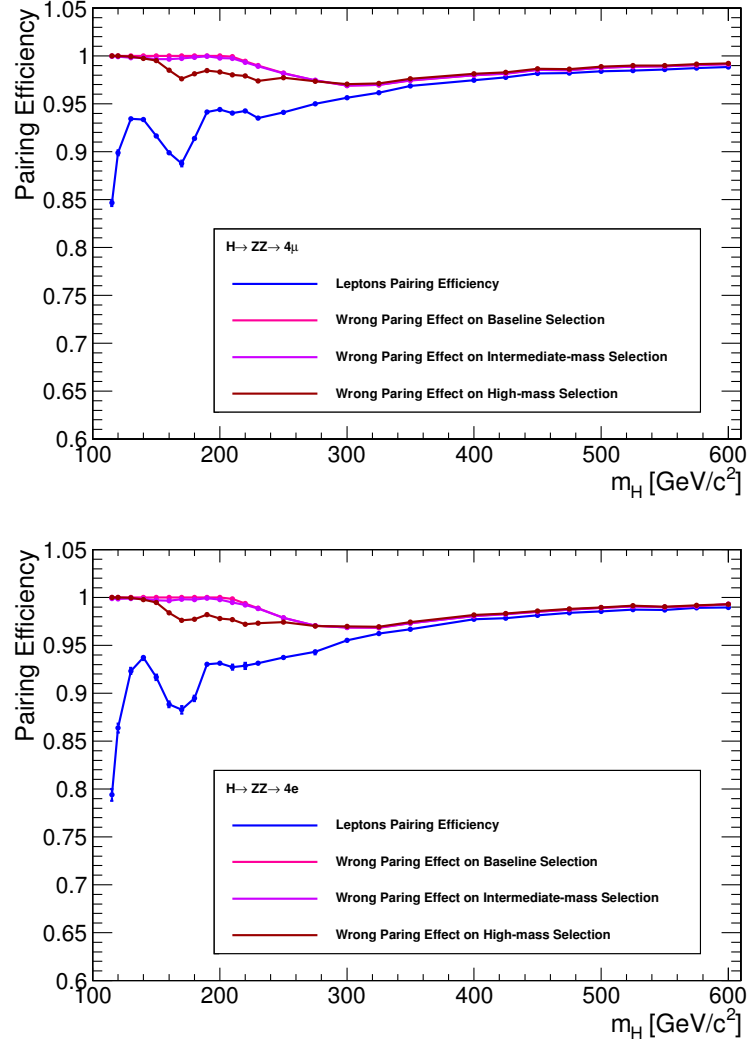 1.05
1
0.95
0.9
0.85
0.8
0.75
0.7
0.65
0.6
Pairing Efficiency
H→ ZZ→ 4μ
Leptons Pairing Efficiency
Wrong Paring Effect on Baseline Selection
Wrong Paring Effect on Intermediate-mass Selection
Wrong Paring Effect on High-mass Selection
100 200 300 400 500 600
m_H [GeV/c²]
1.05
1
0.95
0.9
0.85
0.8
0.75
0.7
0.65
0.6
Pairing Efficiency
H→ ZZ→ 4e
Leptons Pairing Efficiency
Wrong Paring Effect on Baseline Selection
Wrong Paring Effect on Intermediate-mass Selection
Wrong Paring Effect on High-mass Selection
100 200 300 400 500 600
m_H [GeV/c²]